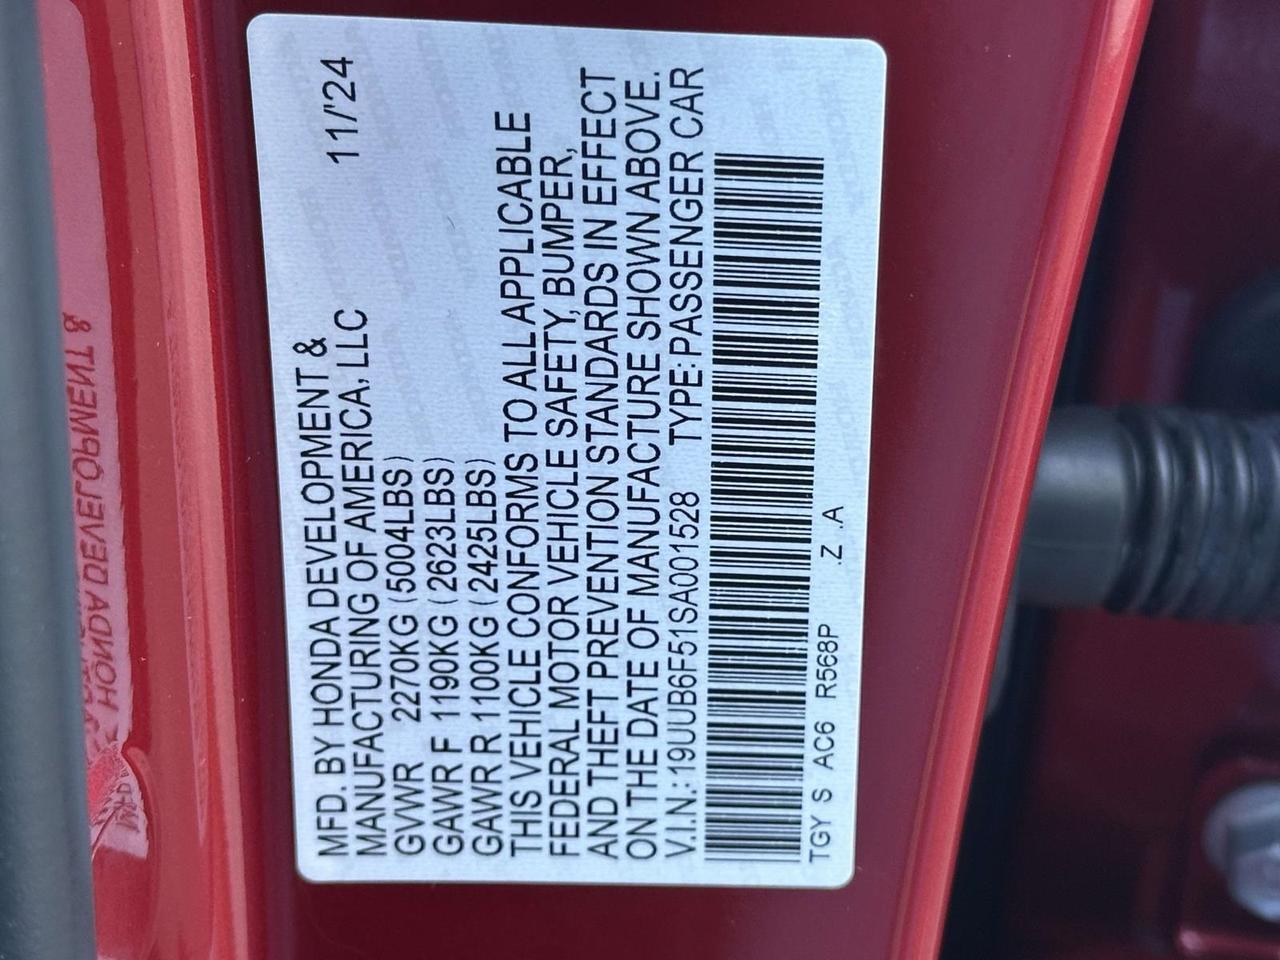 MFD. BY HONDA DEVELOPMENT &
MANUFACTURING OF AMERICA, LLC 11/'24
GVWR 2270KG (5004LBS)
GAWR F 1190KG (2623LBS)
GAWR R 1100KG (2425LBS)
THIS VEHICLE CONFORMS TO ALL APPLICABLE
FEDERAL MOTOR VEHICLE SAFETY, BUMPER,
AND THEFT PREVENTION STANDARDS IN EFFECT
ON THE DATE OF MANUFACTURE SHOWN ABOVE.
V.I.N.: 19UUB6F51SA001528 TYPE: PASSENGER CAR
TGY S AC6 R568P .Z .A
HONDA DEVELOPMENT &